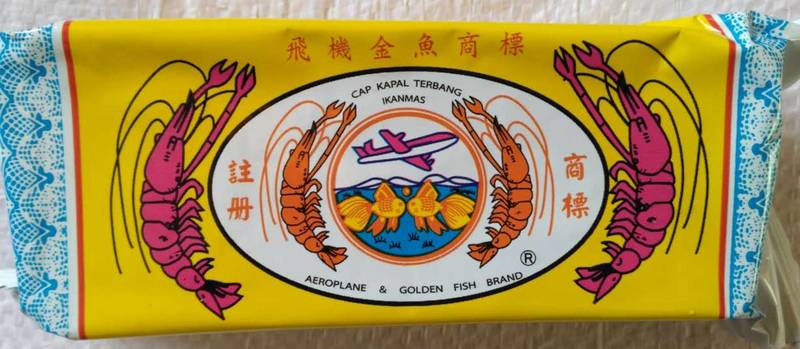 飛機金魚商標
CAP KAPAL TERBANG
IKANMAS
註冊
商標
AEROPLANE & GOLDEN FISH BRAND ®